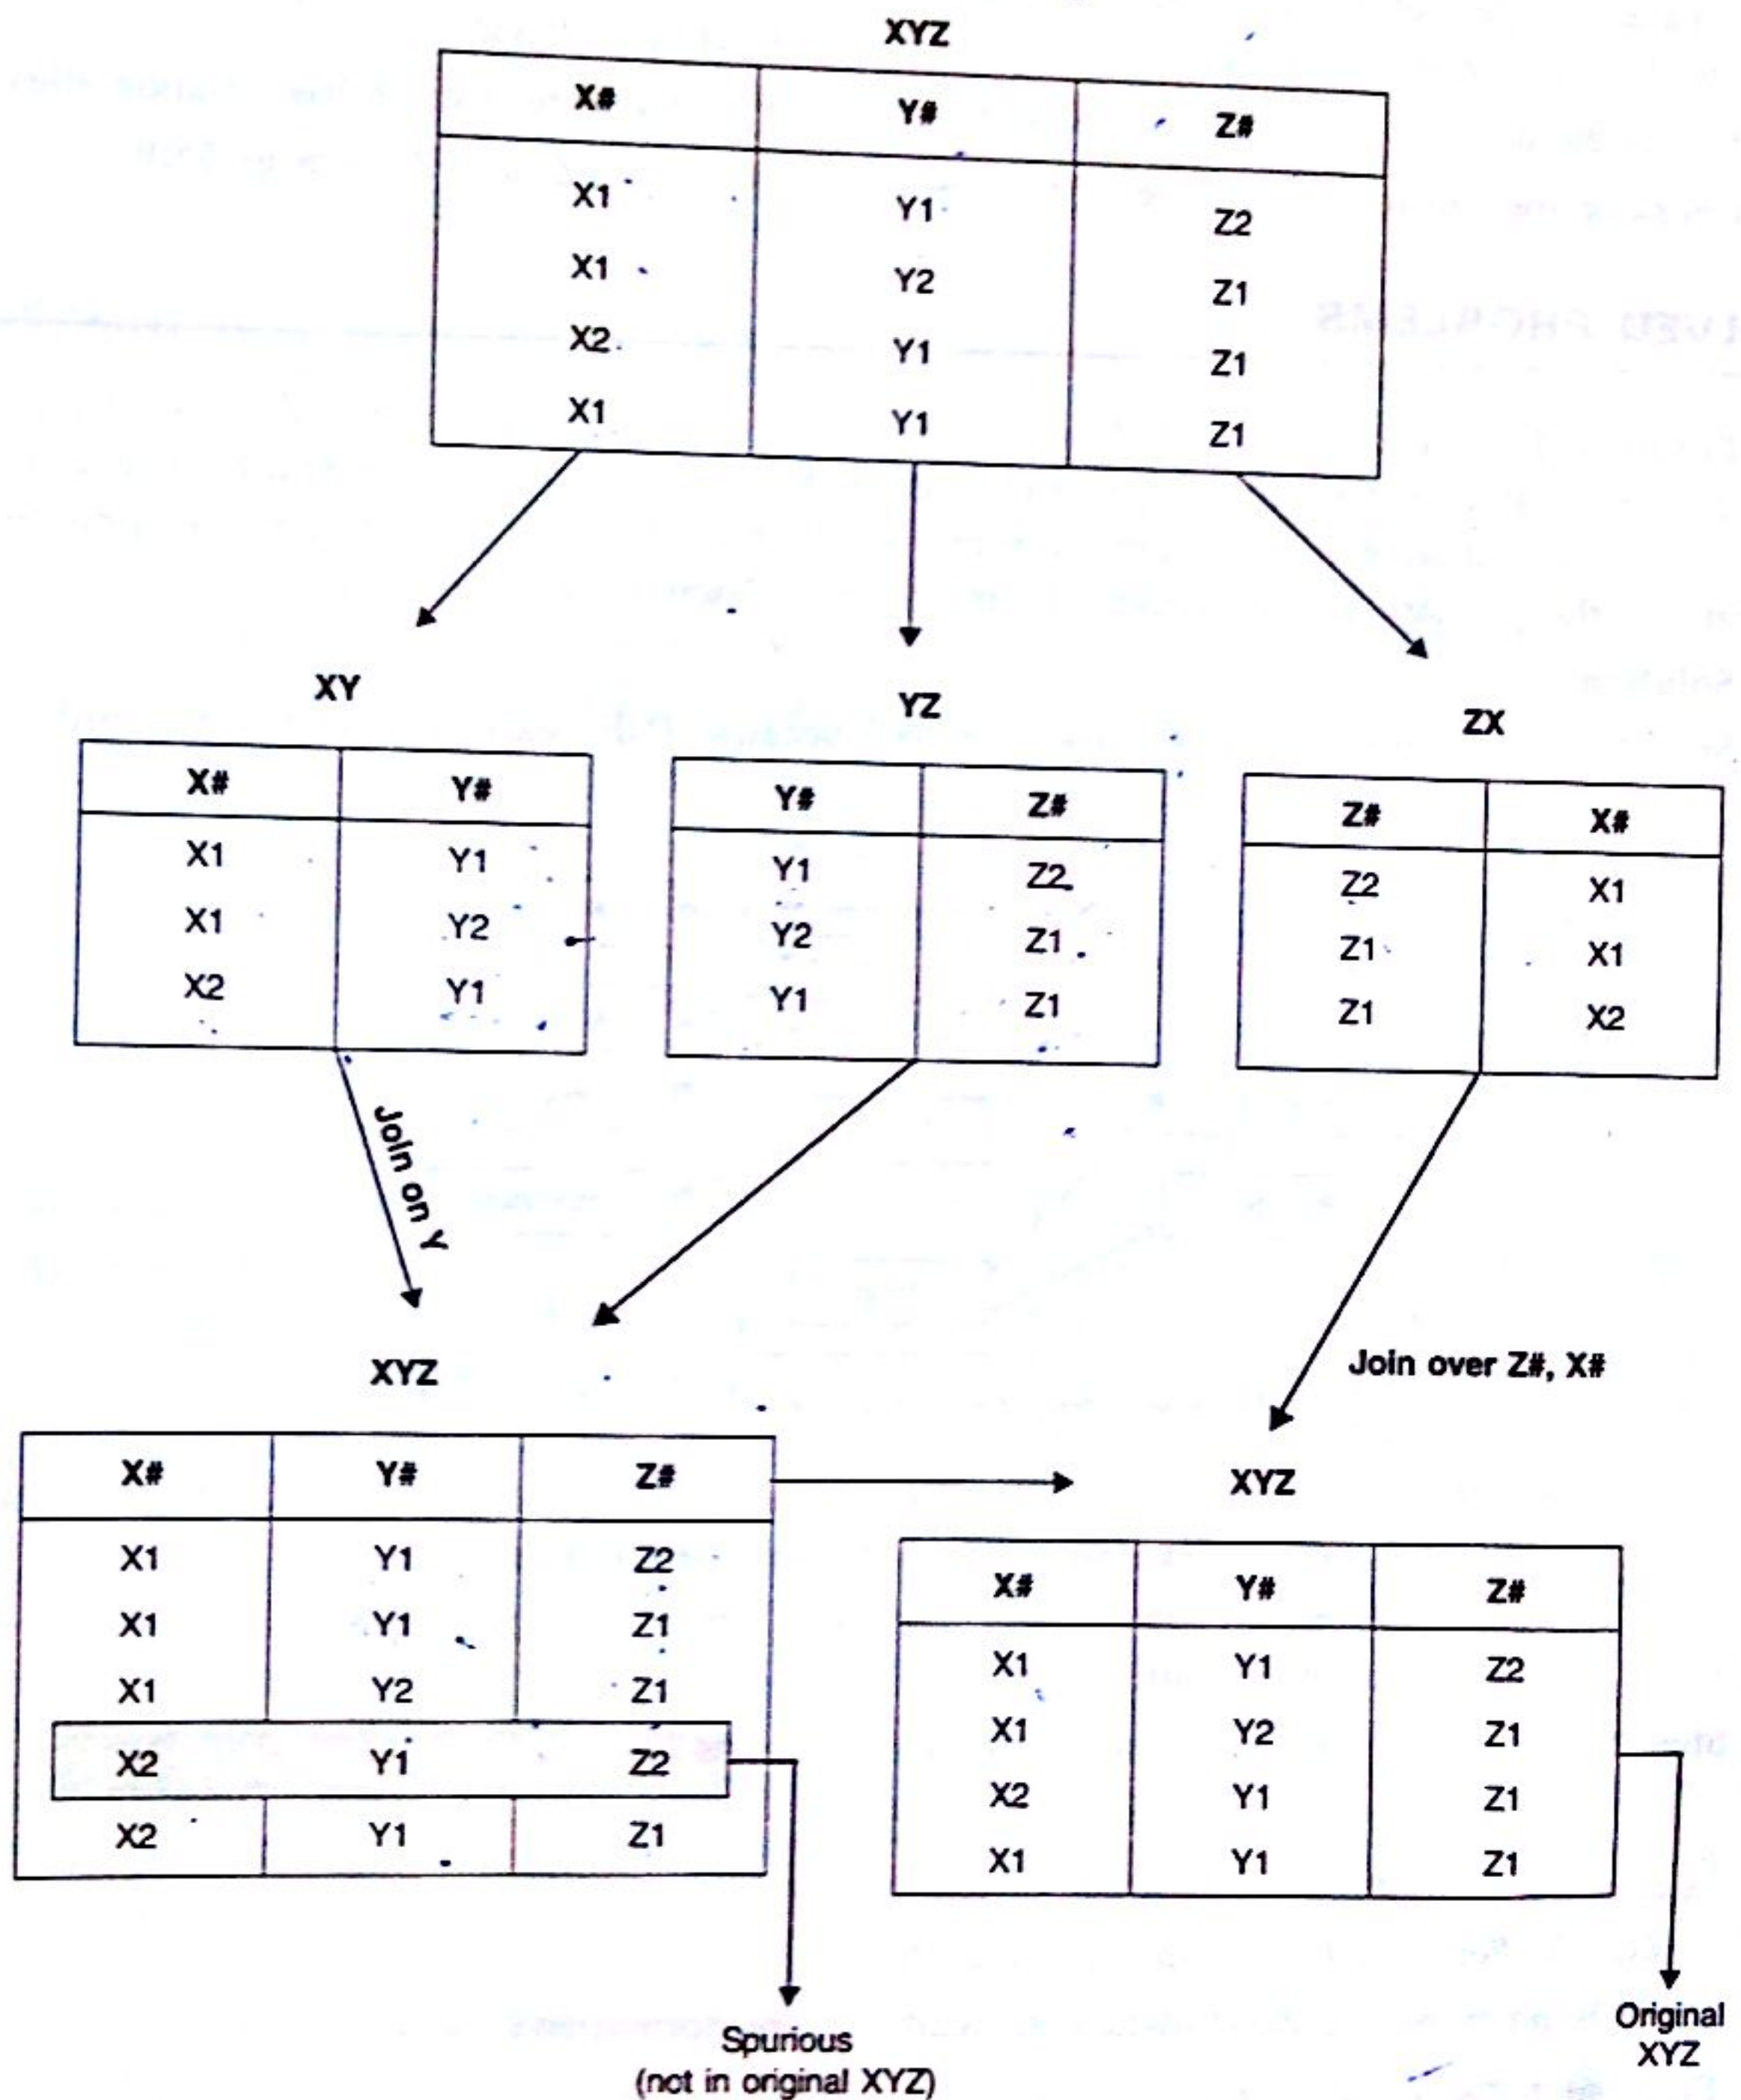 XYZ
X# Y# Z#
X1 Y1 Z2
X1 Y2 Z1
X2 Y1 Z1
X1 Y1 Z1
XY
X# Y#
X1 Y1
X1 Y2
X2 Y1
YZ
Y# Z#
Y1 Z2
Y2 Z1
Y1 Z1
ZX
Z# X#
Z2 X1
Z1 X1
Z1 X2
Join on Y
Join over Z#, X#
XYZ
X# Y# Z#
X1 Y1 Z2
X1 Y1 Z1
X1 Y2 Z1
X2 Y1 Z2
X2 Y1 Z1
Spurious
(not in original XYZ)
XYZ
X# Y# Z#
X1 Y1 Z2
X1 Y2 Z1
X2 Y1 Z1
X1 Y1 Z1
Original
XYZ